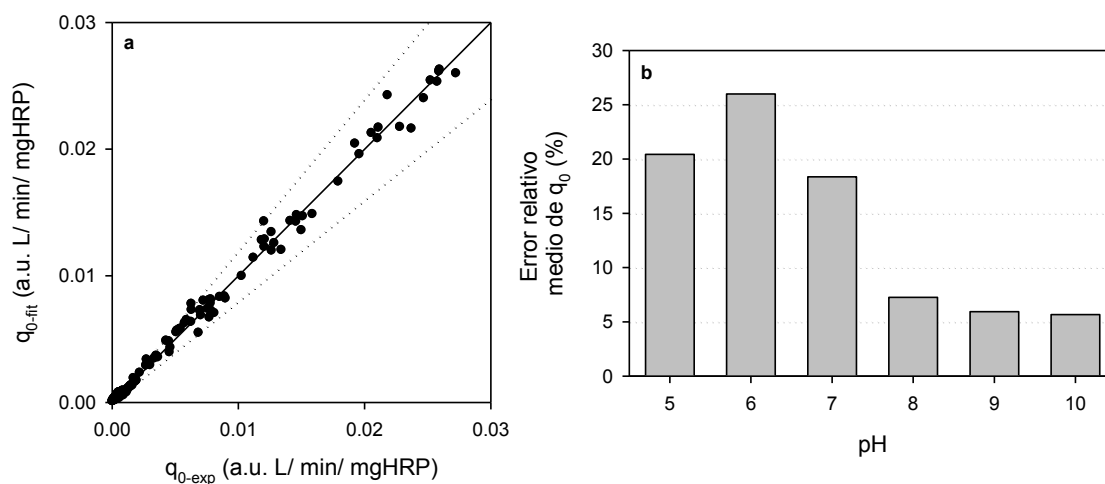 a
0.03
0.02
0.01
0.00
q0-fit (a.u. L/ min/ mgHRP)
0.00 0.01 0.02 0.03
q0-exp (a.u. L/ min/ mgHRP)
b
30
25
20
15
10
5
0
Error relativo
medio de q0 (%)
5 6 7 8 9 10
pH